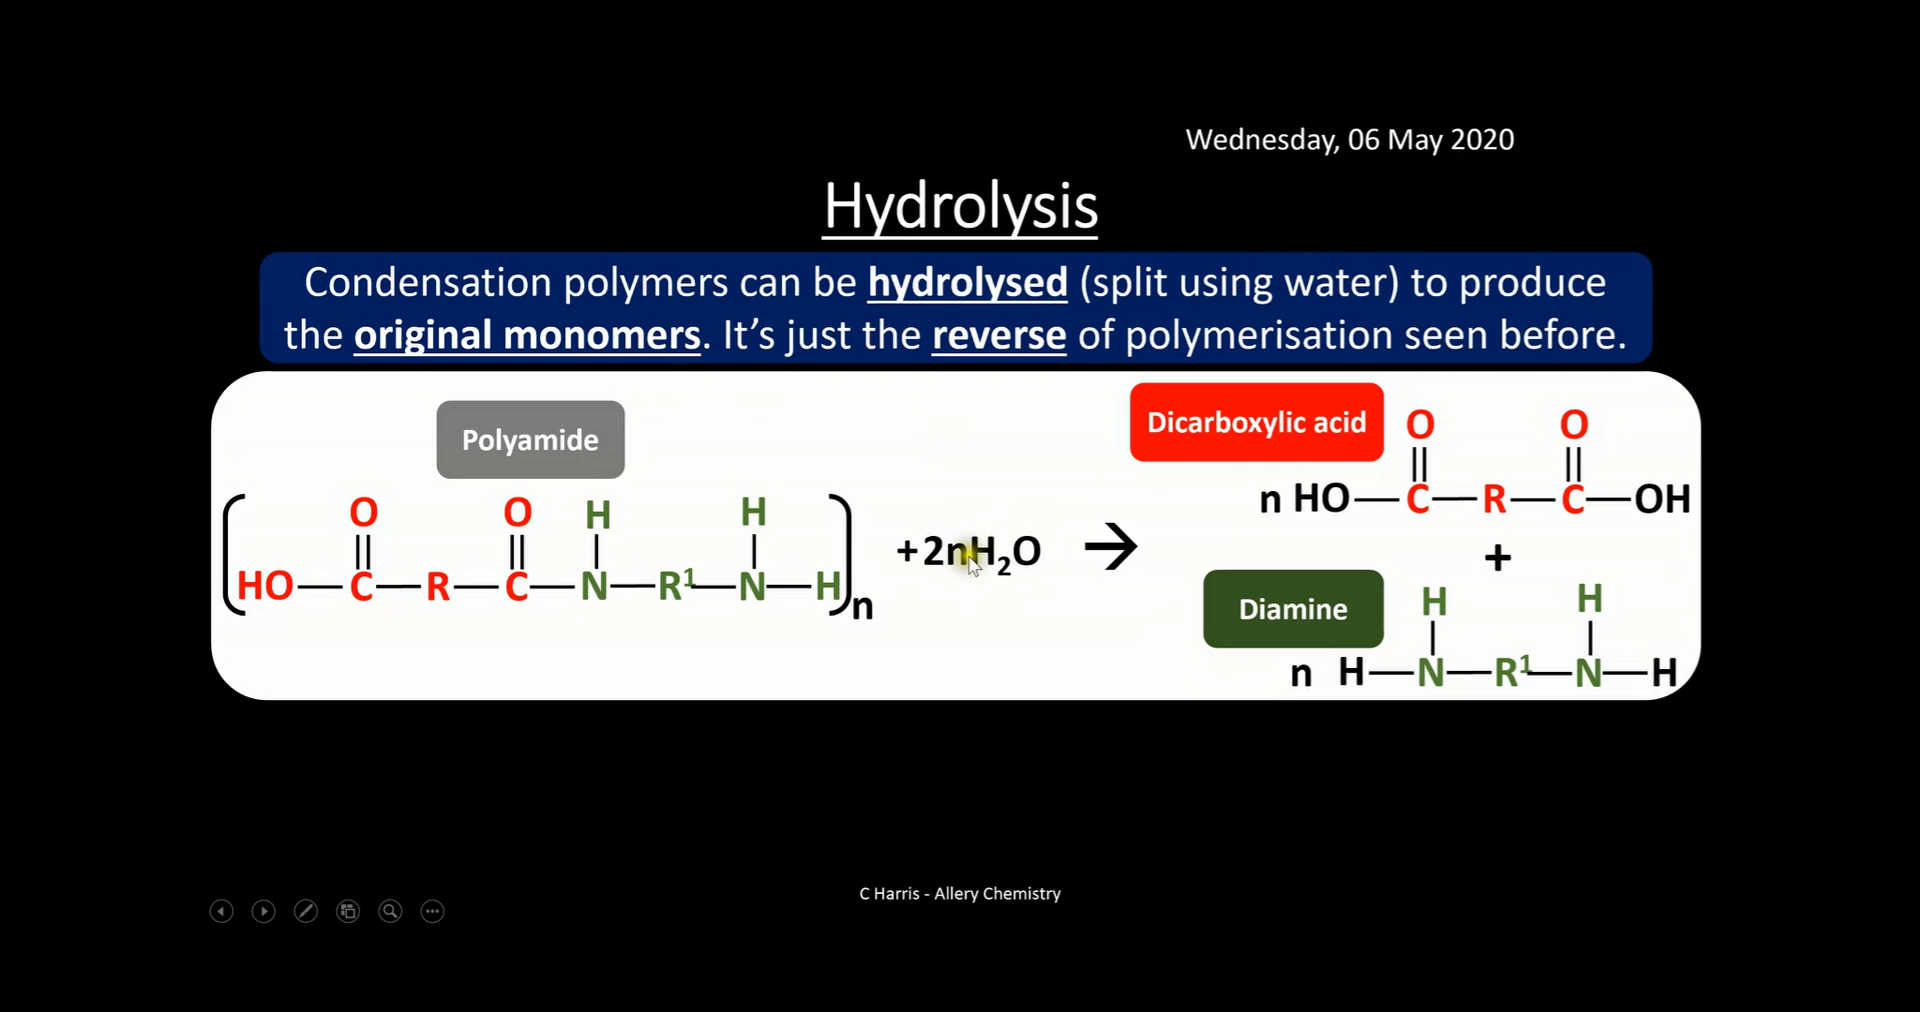 Wednesday, 06 May 2020
Hydrolysis
Condensation polymers can be hydrolysed (split using water) to produce
the original monomers. It’s just the reverse of polymerisation seen before.
Polyamide
O O H H
HO C R C N R¹ N H n
+2nH₂O →
Dicarboxylic acid
O O
n HO C R C OH
+
Diamine
H H
n H N R¹ N H
C Harris - Allery Chemistry